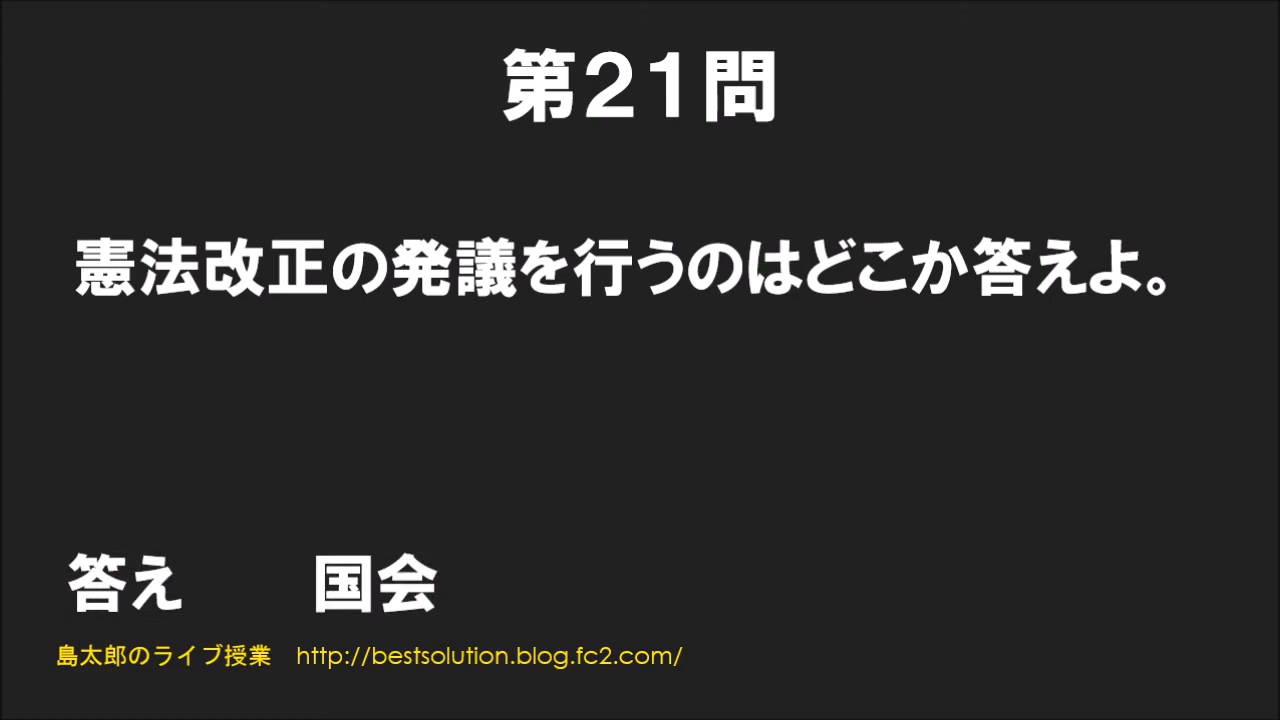 第２１問
憲法改正の発議を行うのはどこか答えよ。
答え　　国会
島太郎のライブ授業　http://bestsolution.blog.fc2.com/